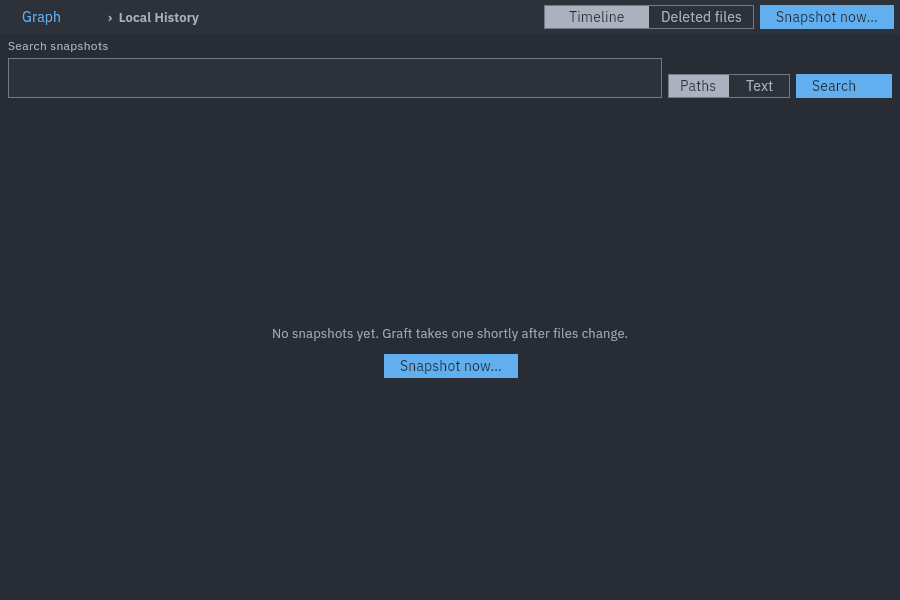 Graph › Local History Timeline Deleted files Snapshot now...
Search snapshots
Paths Text Search
No snapshots yet. Graft takes one shortly after files change.
Snapshot now...